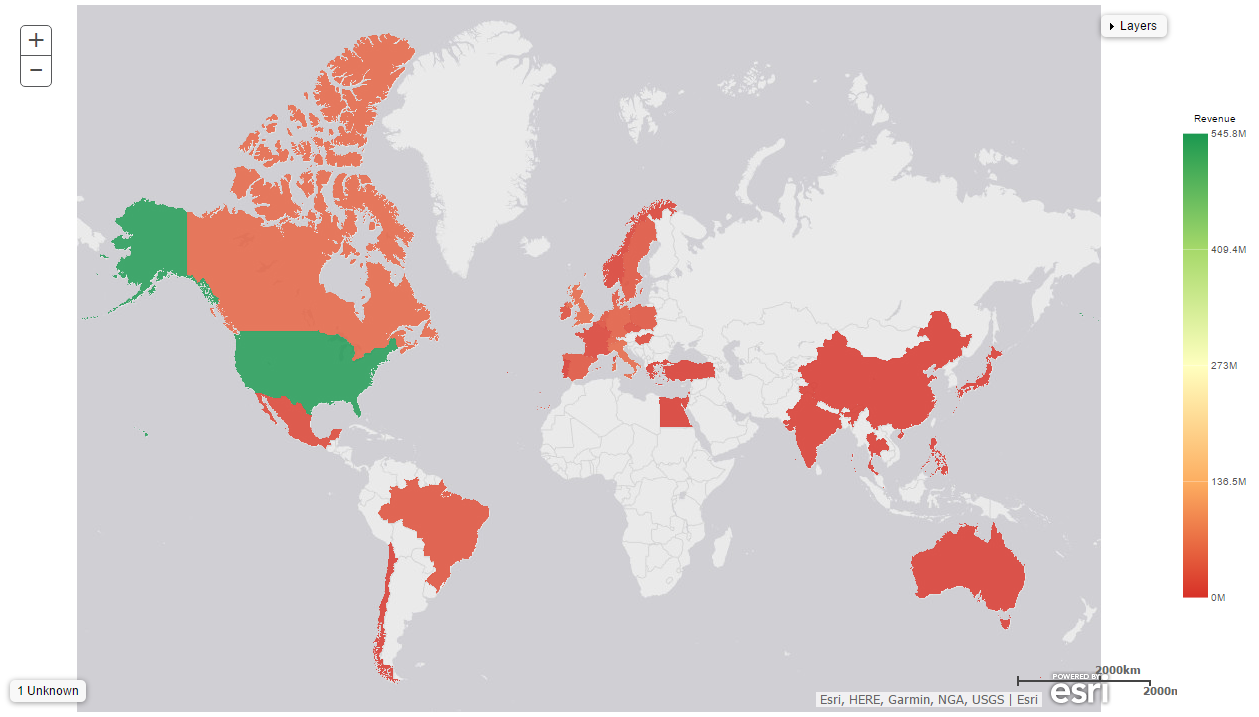 +
−
Layers
Revenue
545.8M
409.4M
273M
136.5M
0M
1 Unknown
2000km
2000m
POWERED BY
esri
Esri, HERE, Garmin, NGA, USGS | Esri